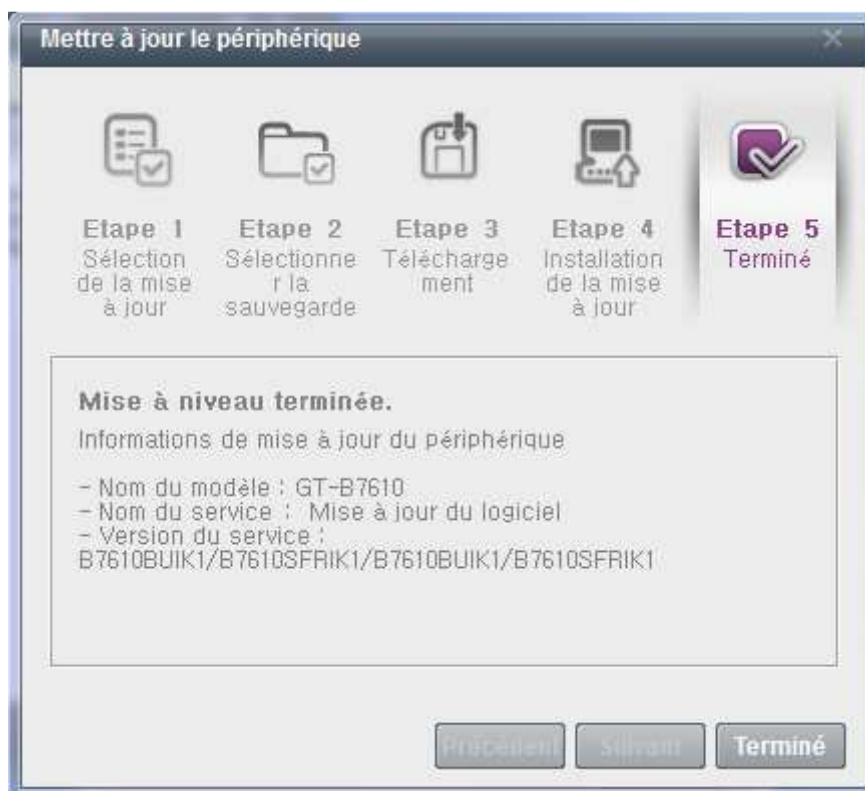 Mettre à jour le périphérique
Etape 1
Sélection
de la mise
à jour
Etape 2
Sélectionne
r la
sauvegarde
Etape 3
Télécharge
ment
Etape 4
Installation
de la mise
à jour
Etape 5
Terminé
Mise à niveau terminée.
Informations de mise à jour du périphérique
- Nom du modèle : GT-B7610
- Nom du service : Mise à jour du logiciel
- Version du service :
B7610BUIK1/B7610SFRIK1/B7610BUIK1/B7610SFRIK1
Précédent
Suivant
Terminé